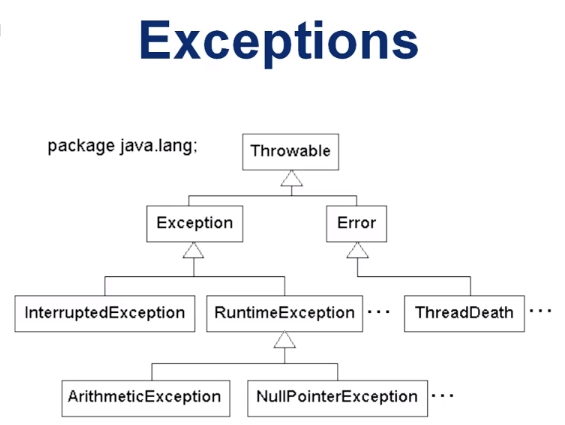 Exceptions
package java.lang;
Throwable
Exception
Error
InterruptedException
RuntimeException
...
ThreadDeath
...
ArithmeticException
NullPointerException
...